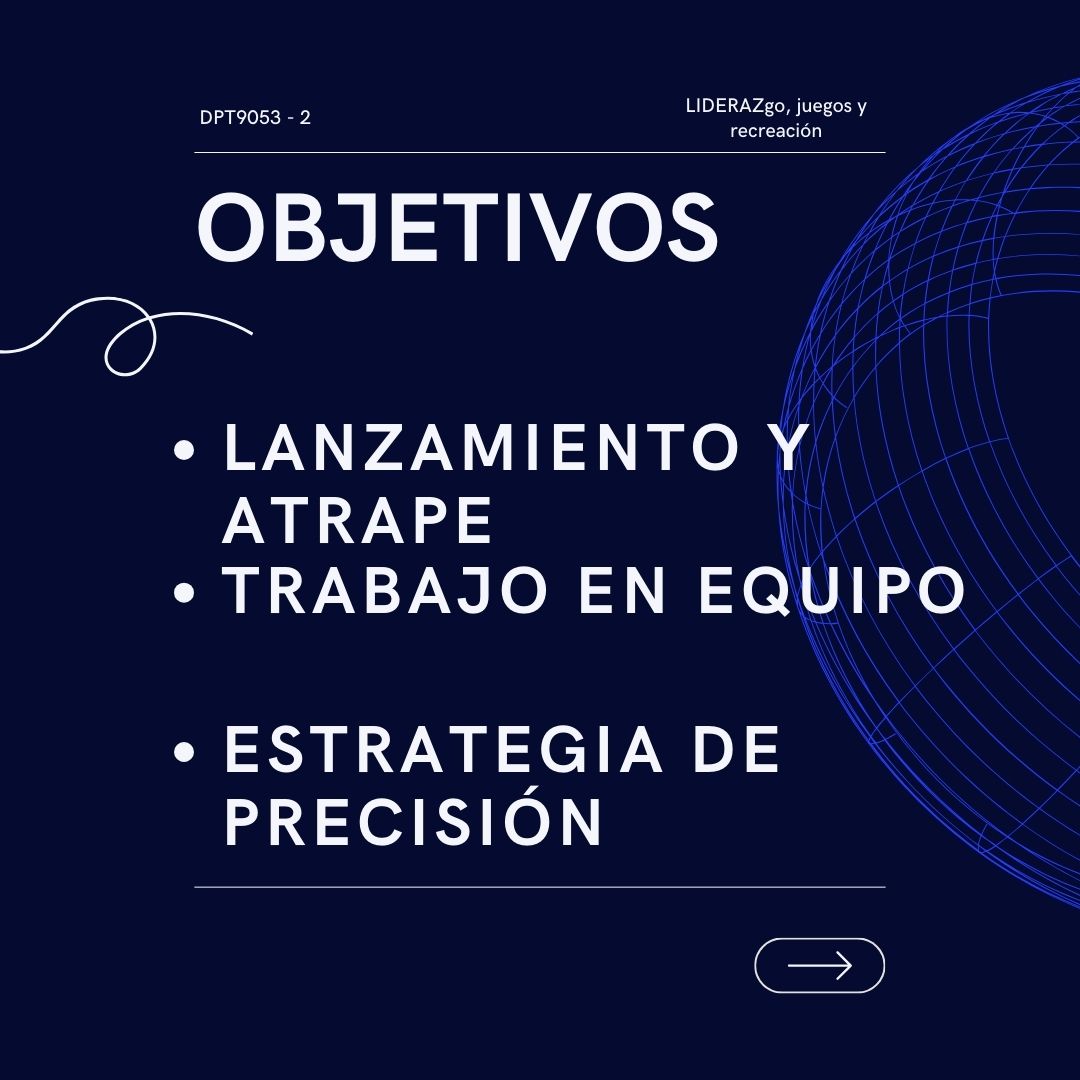 DPT9053 - 2
LIDERAZgo, juegos y
recreación
OBJETIVOS
• LANZAMIENTO Y
ATRAPE
• TRABAJO EN EQUIPO
• ESTRATEGIA DE
PRECISIÓN